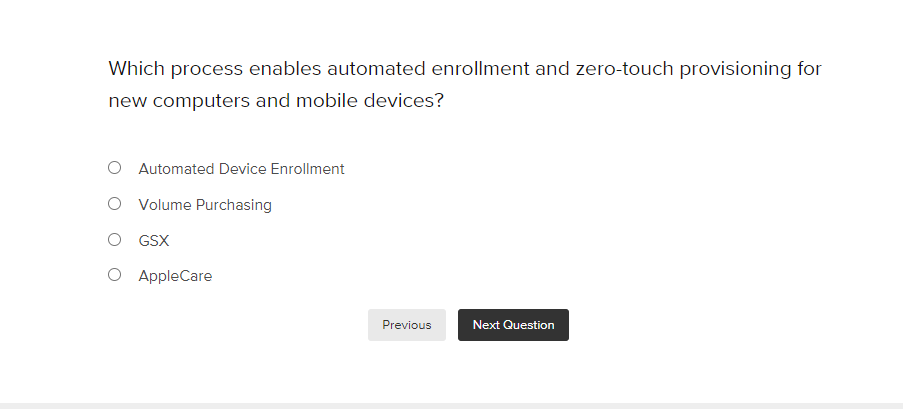 Which process enables automated enrollment and zero-touch provisioning for
new computers and mobile devices?
Automated Device Enrollment
Volume Purchasing
GSX
AppleCare
Previous
Next Question